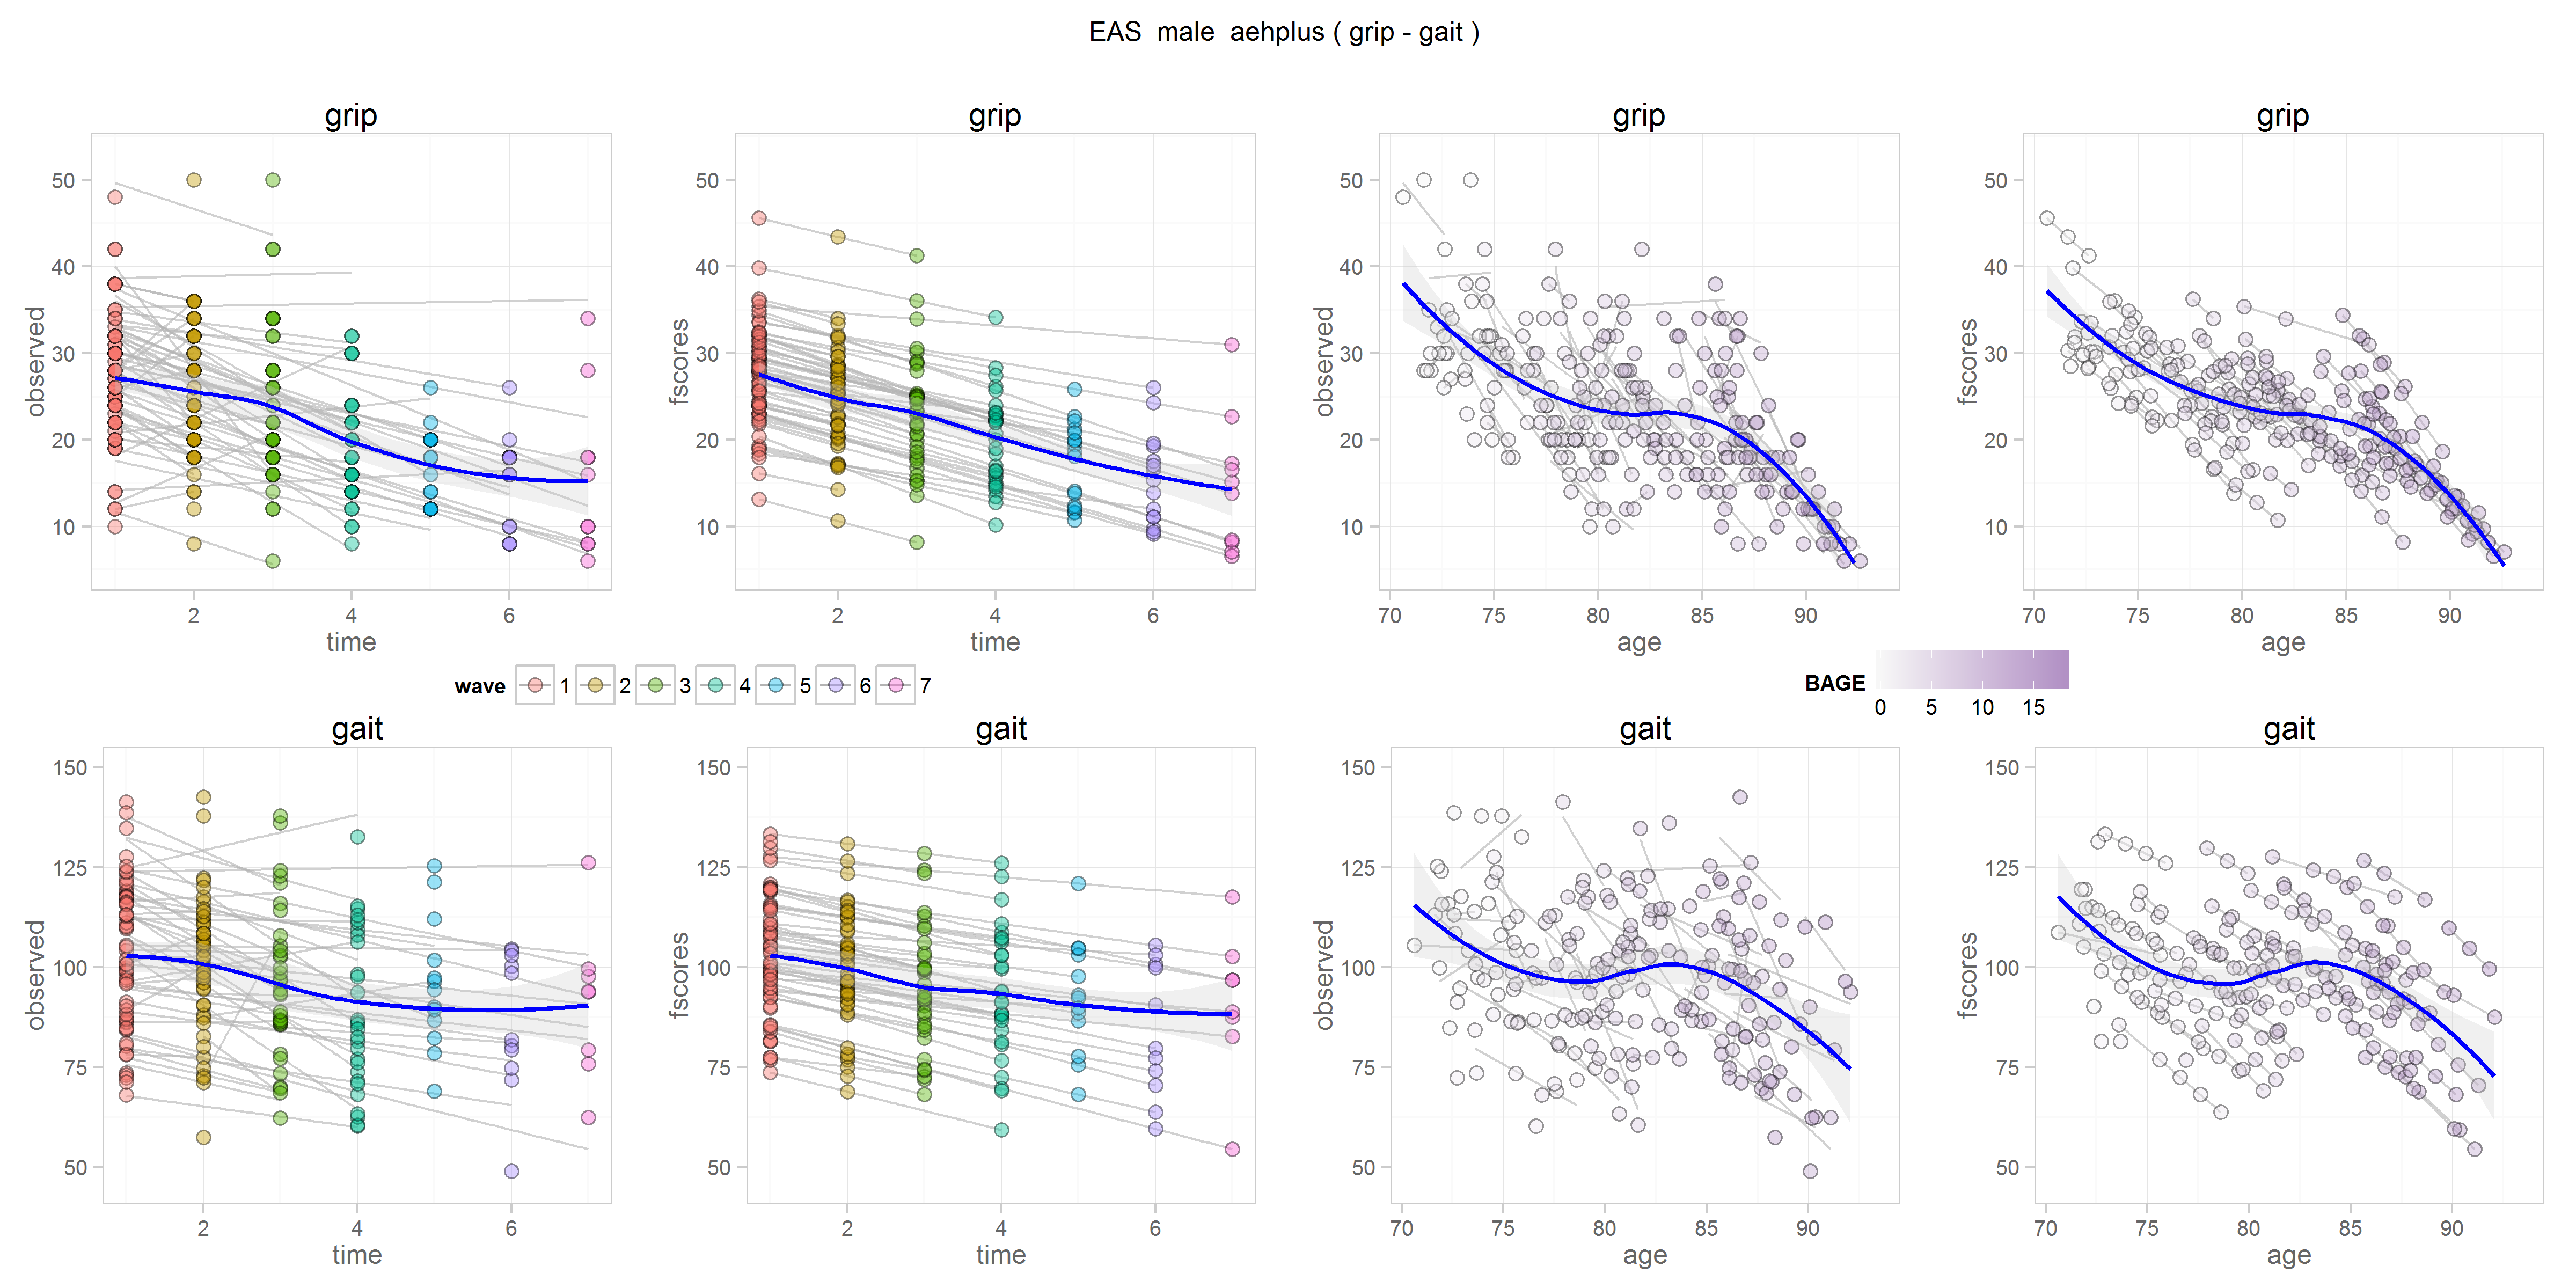 EAS male aehplus ( grip - gait )
grip grip grip grip
50 50 50 50
40 40 40 40
30 30 30 30
20 20 20 20
10 10 10 10
observed fscores observed fscores
2 4 6 2 4 6 70 75 80 85 90 70 75 80 85 90
time time age age
wave 1 2 3 4 5 6 7
BAGE
0 5 10 15
gait gait gait gait
150 150 150 150
125 125 125 125
100 100 100 100
75 75 75 75
50 50 50 50
observed fscores observed fscores
2 4 6 2 4 6 70 75 80 85 90 70 75 80 85 90
time time age age